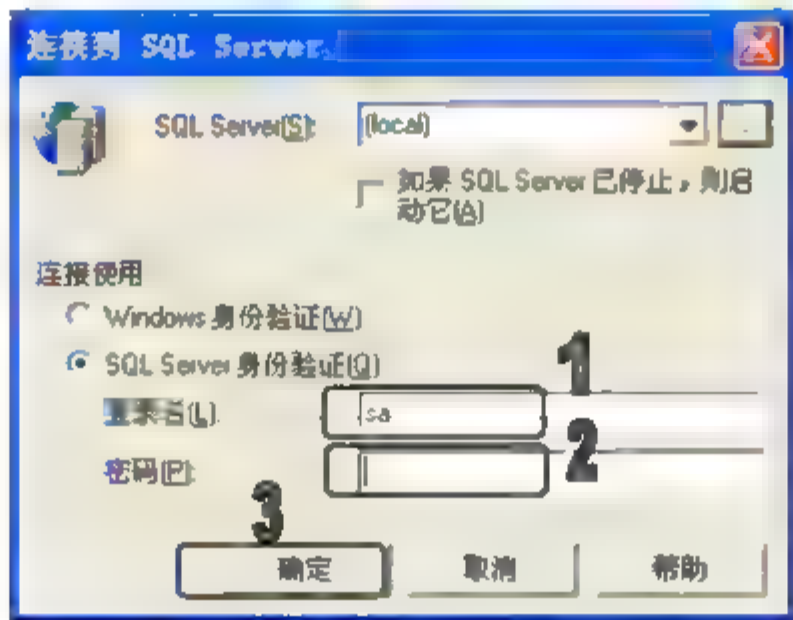 连接到 SQL Server
SQL Server(S):
(local)
如果 SQL Server 已停止，则启
动它(A)
连接使用
Windows 身份验证(W)
SQL Server 身份验证(Q)
1
登录名(L):
sa
2
密码(P):
3
确定
取消
帮助